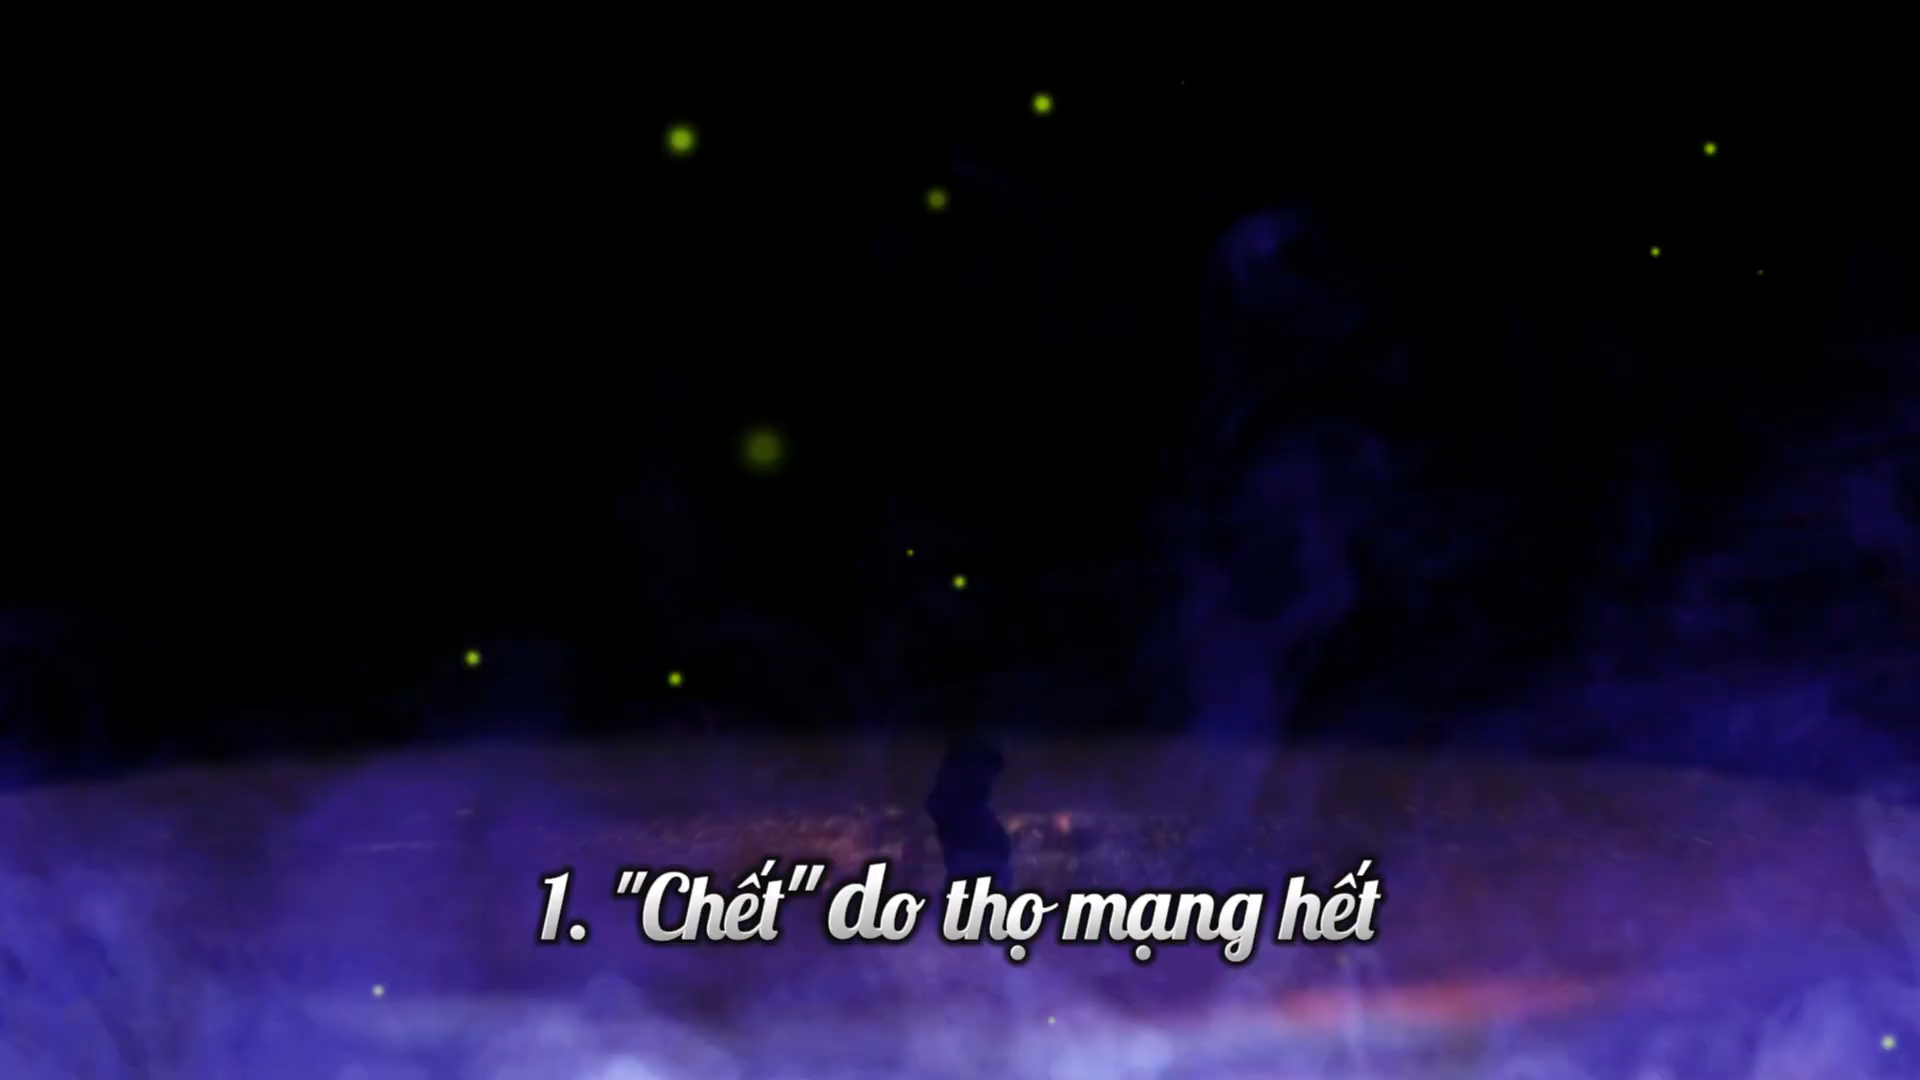 1. "Chết" do thọ mạng hết